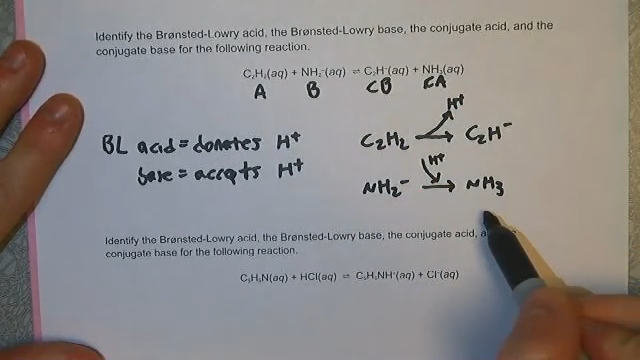 Identify the Brønsted-Lowry acid, the Brønsted-Lowry base, the conjugate acid, and the
conjugate base for the following reaction.
C₂H₂(aq) + NH₂⁻(aq) ⇌ C₂H⁻(aq) + NH₃(aq)
A B CB CA
H⁺
BL acid = donates H⁺
C₂H₂ → C₂H⁻
base = accepts H⁺
H⁺
NH₂⁻ → NH₃
Identify the Brønsted-Lowry acid, the Brønsted-Lowry base, the conjugate acid,
conjugate base for the following reaction.
C₅H₅N(aq) + HCl(aq) ⇌ C₅H₅NH⁺(aq) + Cl⁻(aq)